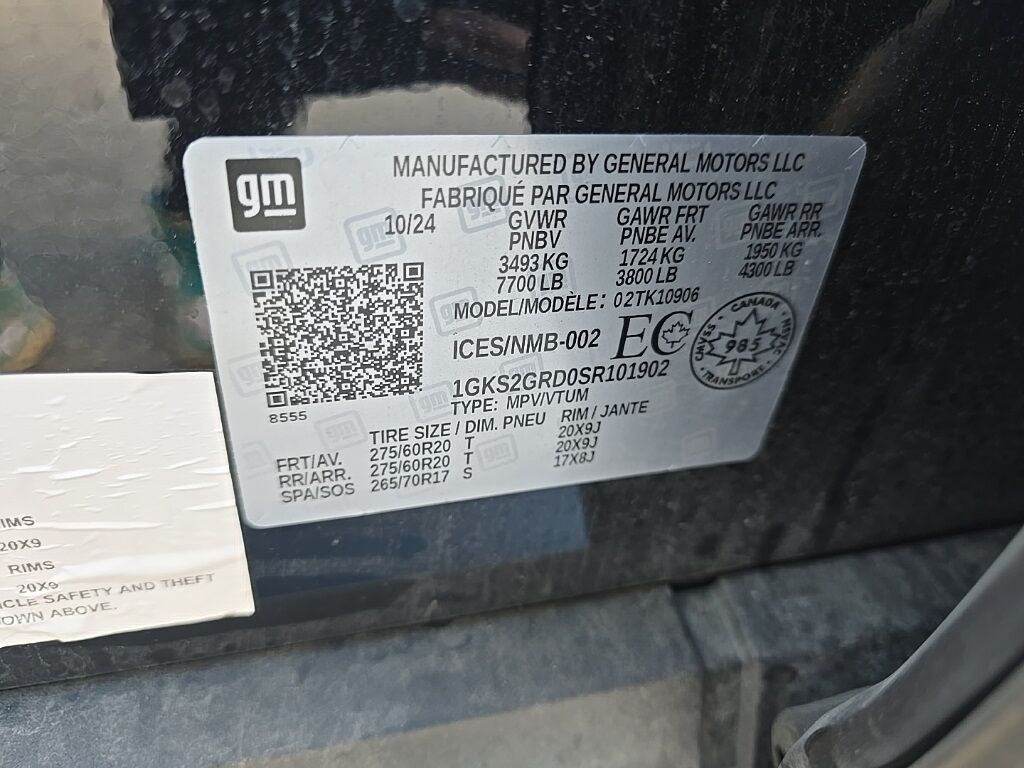 gm
MANUFACTURED BY GENERAL MOTORS LLC
FABRIQUÉ PAR GENERAL MOTORS LLC
10/24
GVWR
PNBV
3493 KG
7700 LB
GAWR FRT
PNBE AV.
1724 KG
3800 LB
GAWR RR
PNBE ARR.
1950 KG
4300 LB
MODEL/MODÈLE: 02TK10906
ICES/NMB-002 EC
CANADA
985
TRANSPORT
1GKS2GRD0SR101902
TYPE: MPV/VTUM
8555
TIRE SIZE / DIM. PNEU RIM / JANTE
FRT/AV. 275/60R20 T 20X9J
RR/ARR. 275/60R20 T 20X9J
SPA/SOS 265/70R17 S 17X8J
IMS
20X9
RIMS
20X9
ICLE SAFETY AND THEFT
OWN ABOVE.